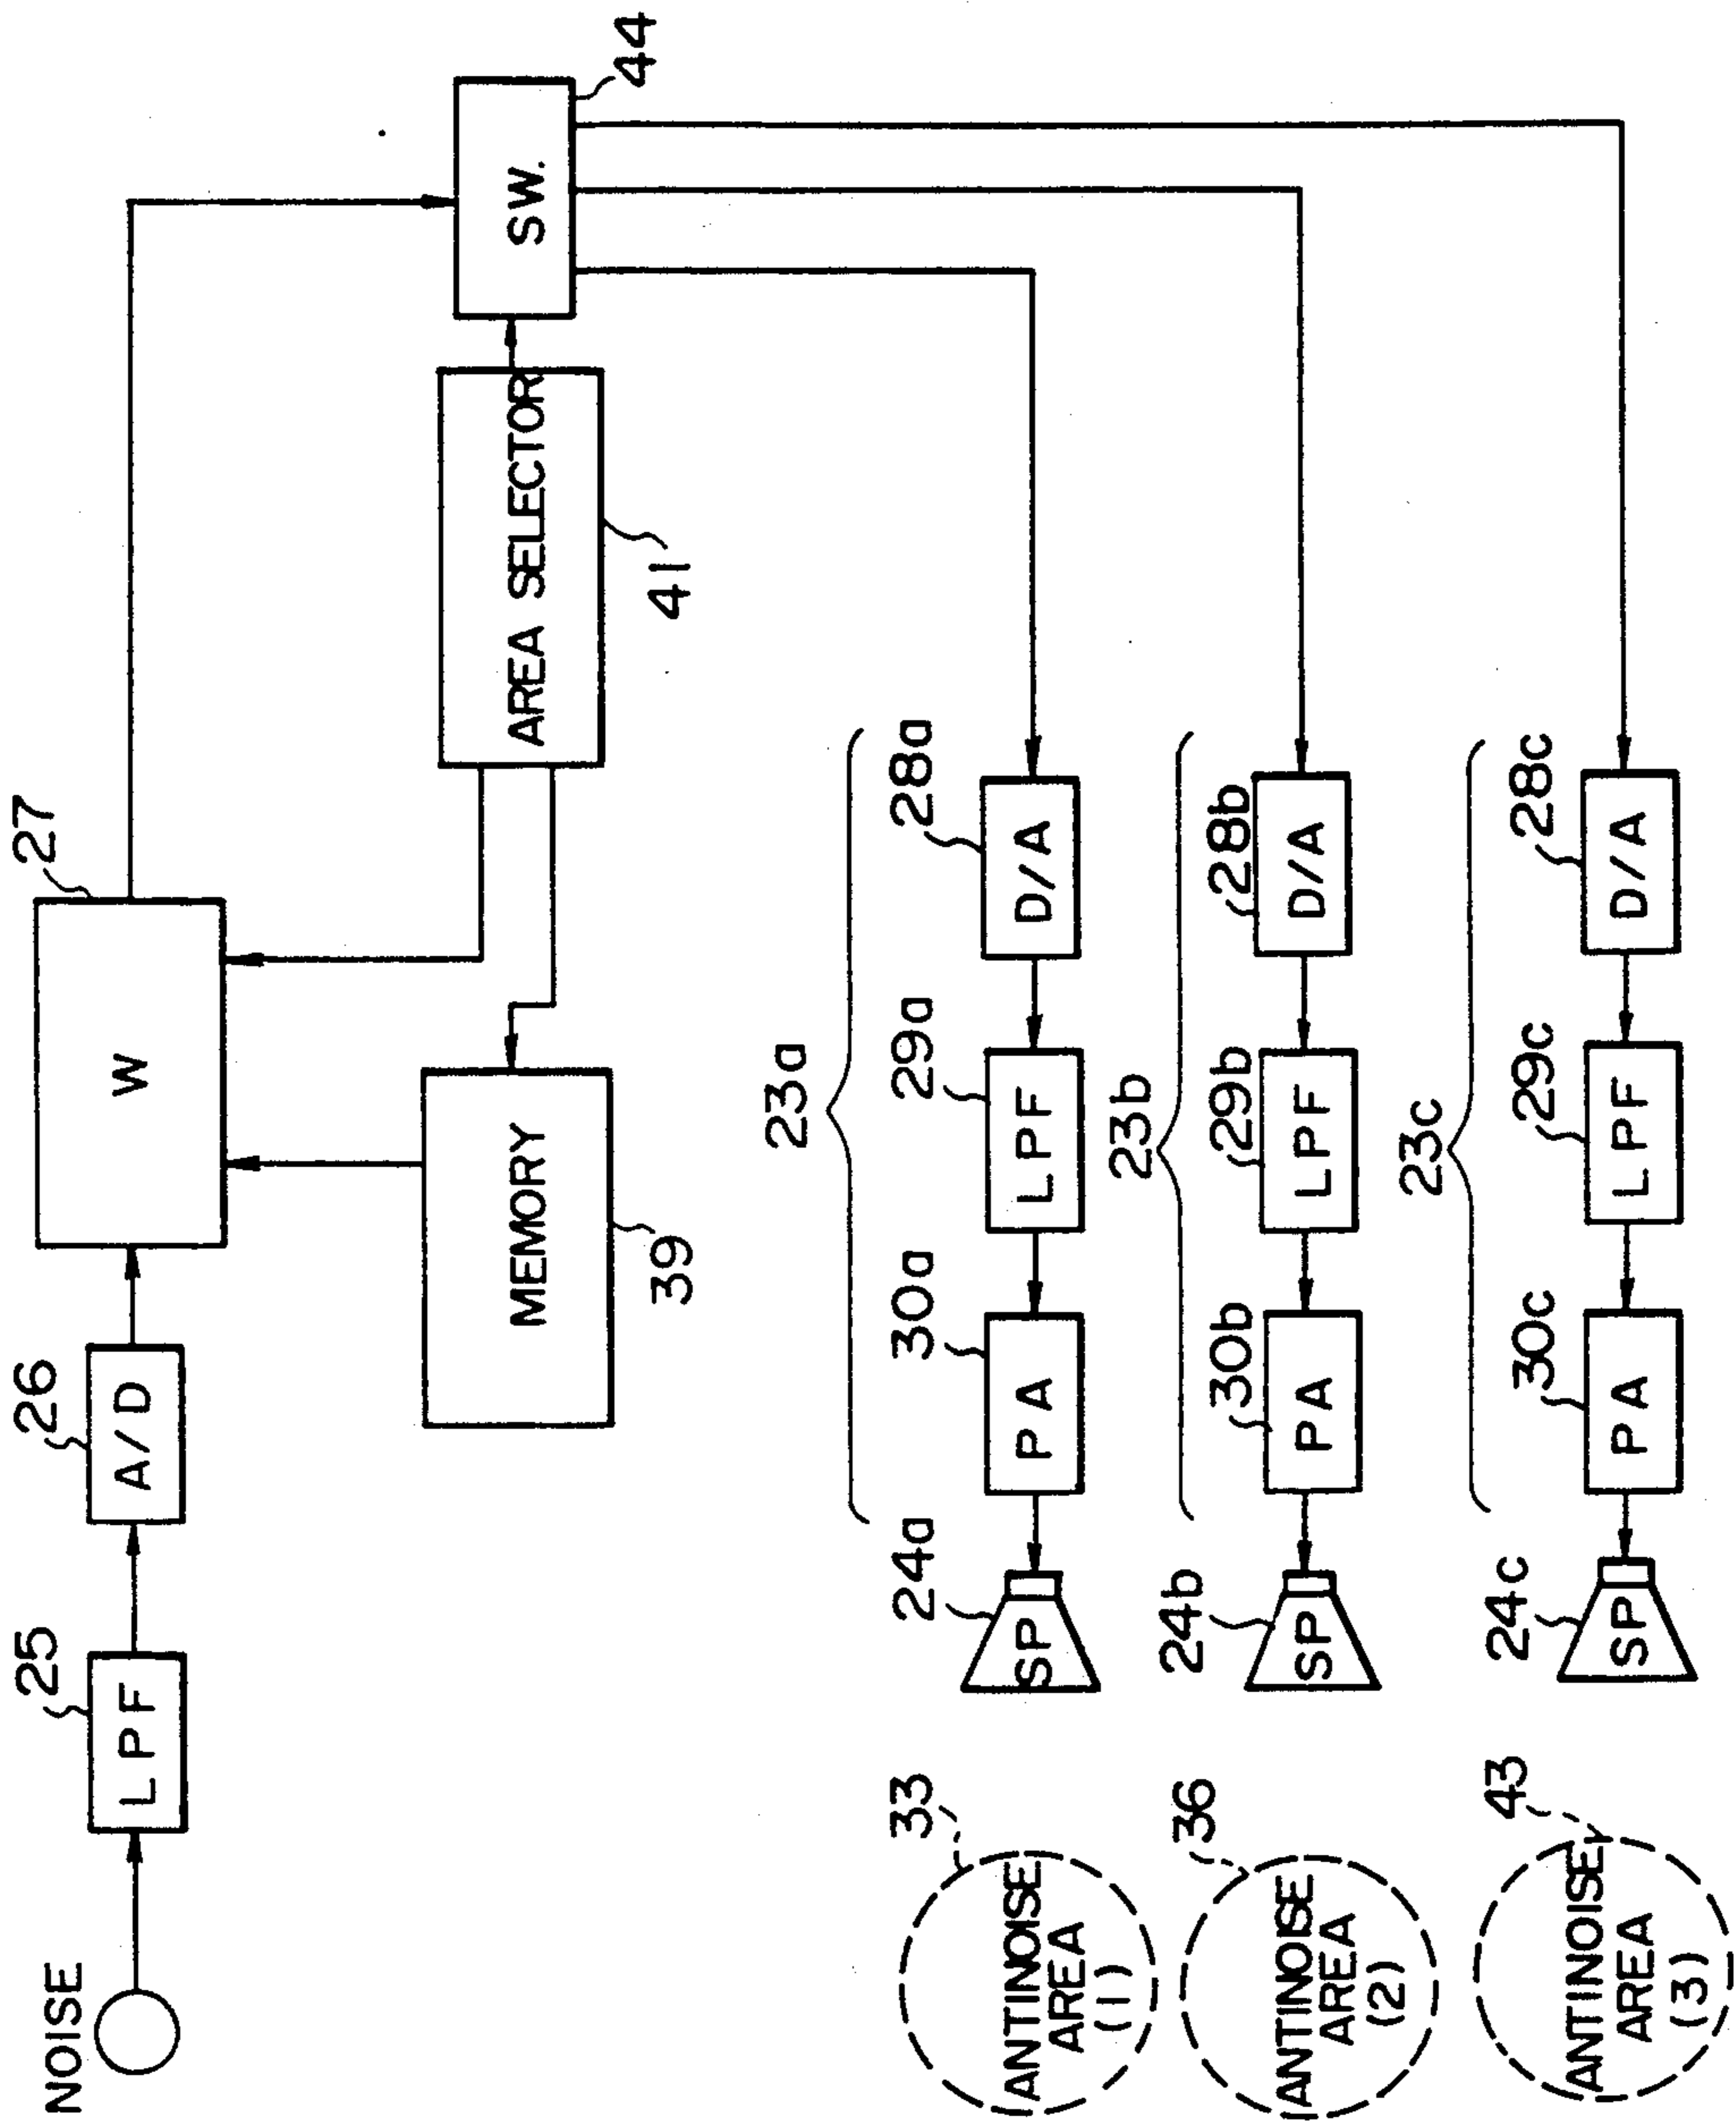 NOISE
25
LPF
26
A/D
27
W
39
MEMORY
41
AREA SELECTOR
44
SW.
23a
33
ANTINOISE
AREA
(1)
24a
SP
30a
PA
29a
LPF
28a
D/A
23b
36
ANTINOISE
AREA
(2)
24b
SP
30b
PA
29b
LPF
28b
D/A
23c
43
ANTINOISE
AREA
(3)
24c
SP
30c
PA
29c
LPF
28c
D/A